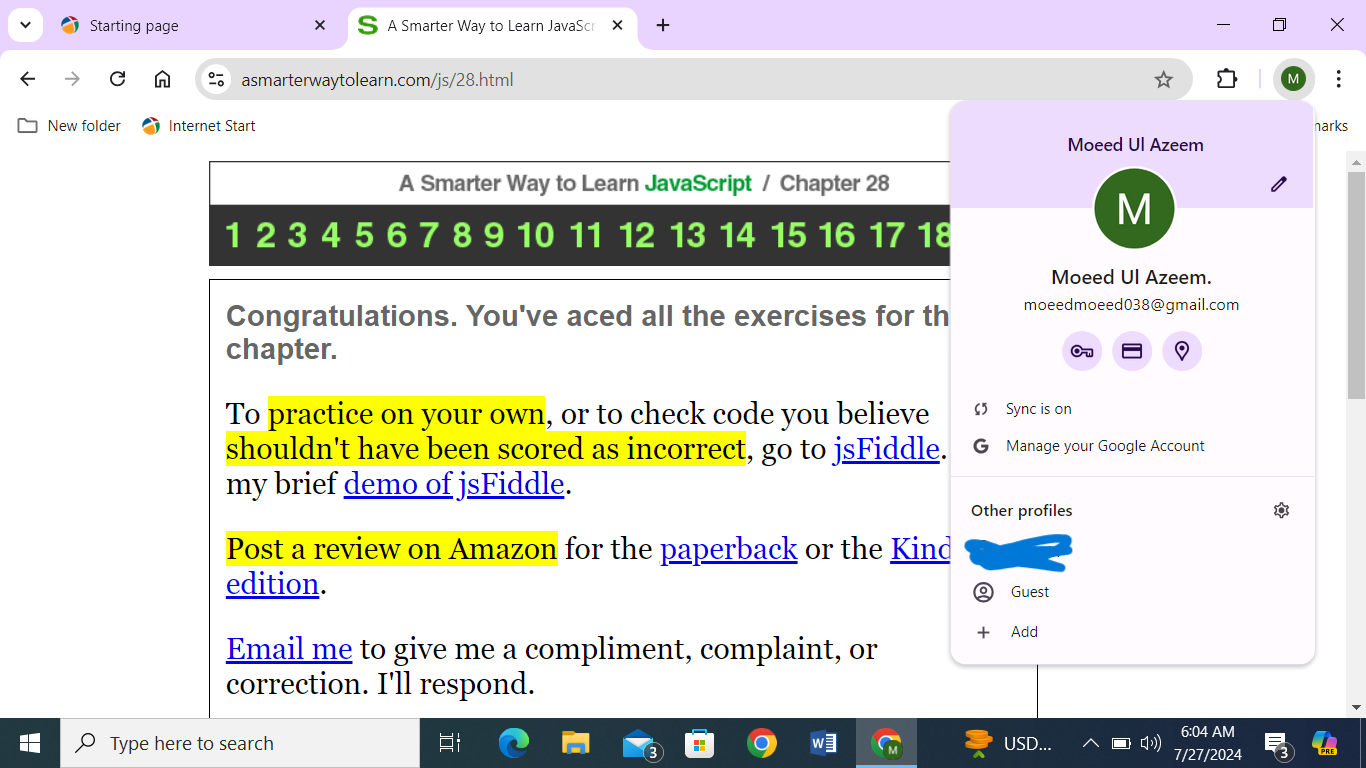 Starting page
A Smarter Way to Learn JavaScr
asmarterwaytolearn.com/js/28.html
M
New folder
Internet Start
A Smarter Way to Learn JavaScript / Chapter 28
1 2 3 4 5 6 7 8 9 10 11 12 13 14 15 16 17 18
Congratulations. You've aced all the exercises for th
chapter.
To practice on your own, or to check code you believe
shouldn't have been scored as incorrect, go to jsFiddle.
my brief demo of jsFiddle.
Post a review on Amazon for the paperback or the Kind
edition.
Email me to give me a compliment, complaint, or
correction. I'll respond.
Moeed Ul Azeem
M
Moeed Ul Azeem.
moeedmoeed038@gmail.com
Sync is on
Manage your Google Account
Other profiles
Guest
Add
Type here to search
3
M
USD...
6:04 AM
7/27/2024
3
PRE